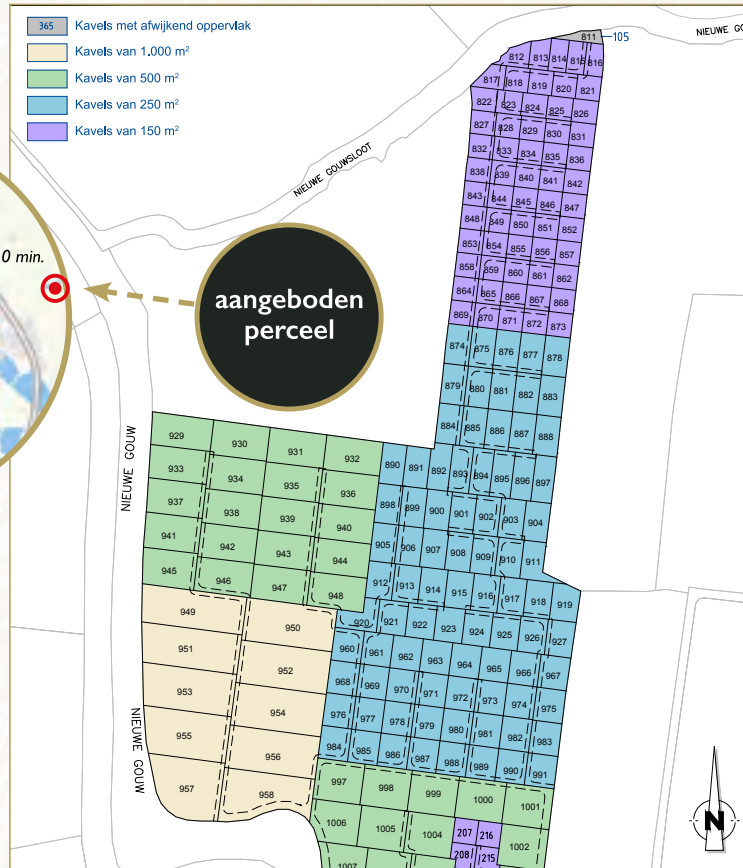 365 Kavels met afwijkend oppervlak
Kavels van 1.000 m²
Kavels van 500 m²
Kavels van 250 m²
Kavels van 150 m²
NIEUWE GO
811 105
812 813 814 815 816
817 818 819 820 821
822 823 824 825 826
827 828 829 830 831
832 833 834 835 836
838 839 840 841 842
843 844 845 846 847
848 849 850 851 852
853 854 855 856 857
858 859 860 861 862
864 865 866 867 868
869 870 871 872 873
874 875 876 877 878
879 880 881 882 883
884 885 886 887 888
NIEUWE GOUWSLOOT
0 min.
aangeboden
perceel
NIEUWE GOUW
929 930 931 932
933 934 935 936
937 938 939 940
941 942 943 944
945 946 947 948
890 891 892 893 894 895 896 897
898 899 900 901 902 903 904
905 906 907 908 909 910 911
912 913 914 915 916 917 918 919
920 921 922 923 924 925 926 927
949 950
951 952
953 954
955 956
957 958
NIEUWE GOUW
960 961 962 963 964 965 966 967
968 969 970 971 972 973 974 975
976 977 978 979 980 981 982 983
984 985 986 987 988 989 990 991
997 998 999 1000 1001
1006 1005 1004 207 216 1002
1007 208 215
N